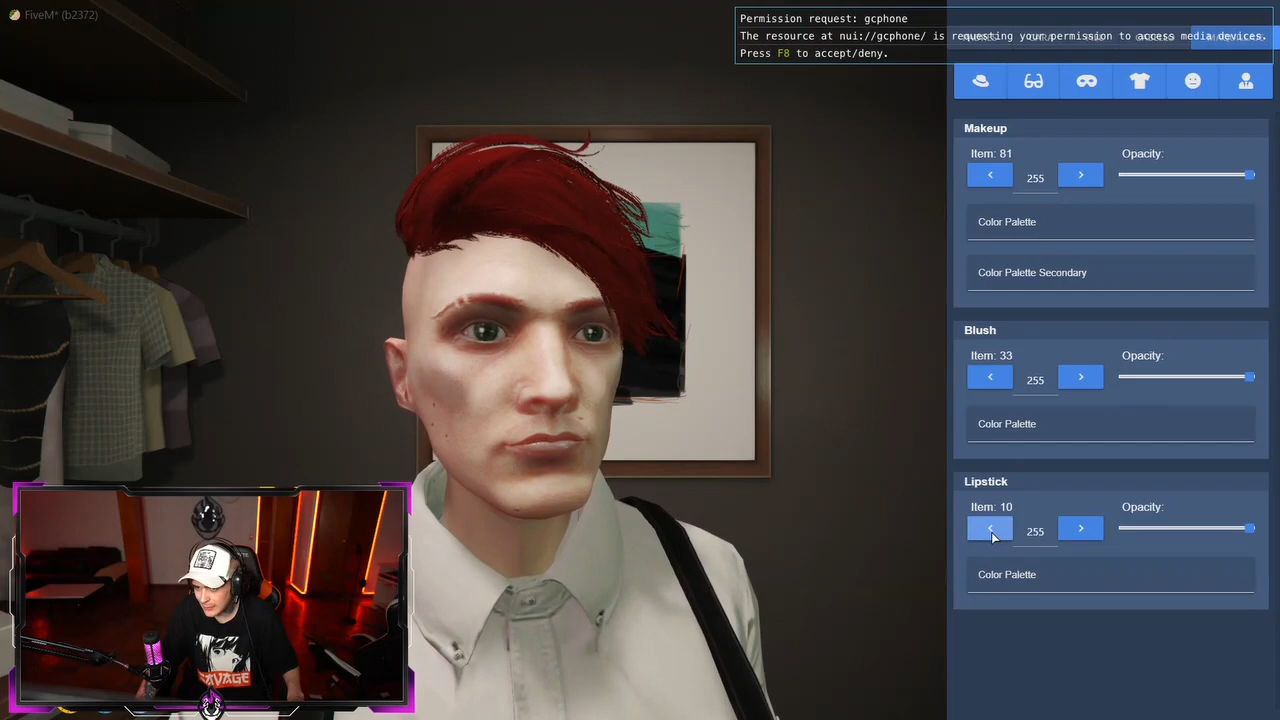 FiveM* (b2372)
Permission request: gcphone
The resource at nui://gcphone/ is requesting your permission to access media devices.
Press F8 to accept/deny.
Makeup
Item: 81
Opacity:
255
Color Palette
Color Palette Secondary
Blush
Item: 33
Opacity:
255
Color Palette
Lipstick
Item: 10
Opacity:
255
Color Palette
SAVAGE